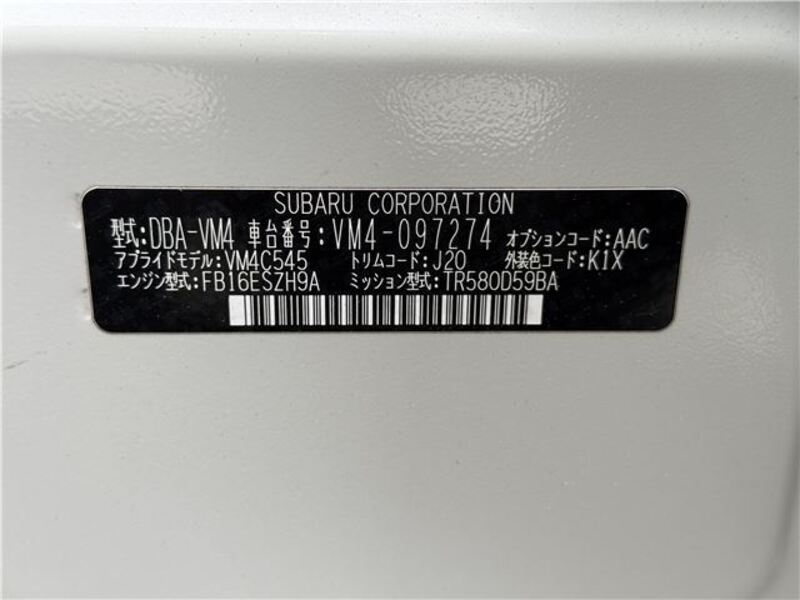 SUBARU CORPORATION
型式:DBA-VM4 車台番号:VM4-097274 オプションコード:AAC
アプライドモデル:VM4C545 トリムコード:J20 外装色コード:K1X
エンジン型式:FB16ESZH9A ミッション型式:TR580D59BA